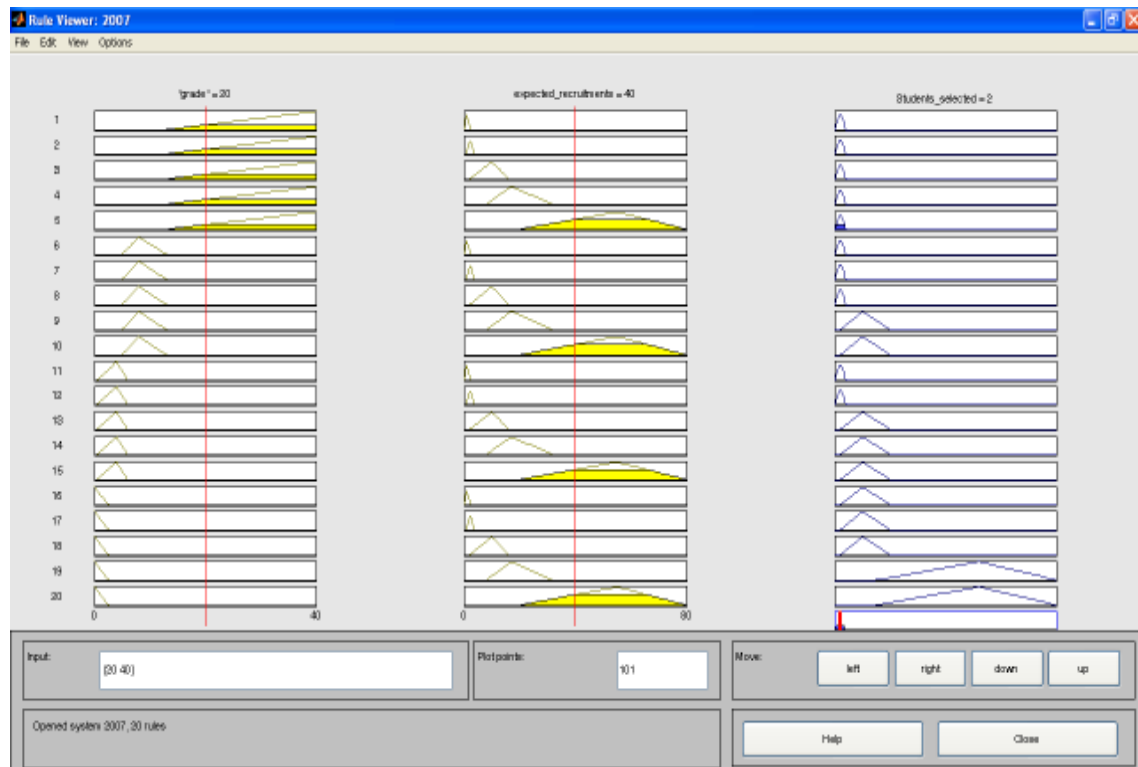 Rule Viewer: 2007
File Edit View Options
"grade" = 20
expected_recruitments = 40
Students_selected = 2
1
2
3
4
5
6
7
8
9
10
11
12
13
14
15
16
17
18
19
20
0 40
0 80
Input:
[20 40]
Plot points:
101
Move:
left right down up
Opened system 2007, 20 rules
Help Close